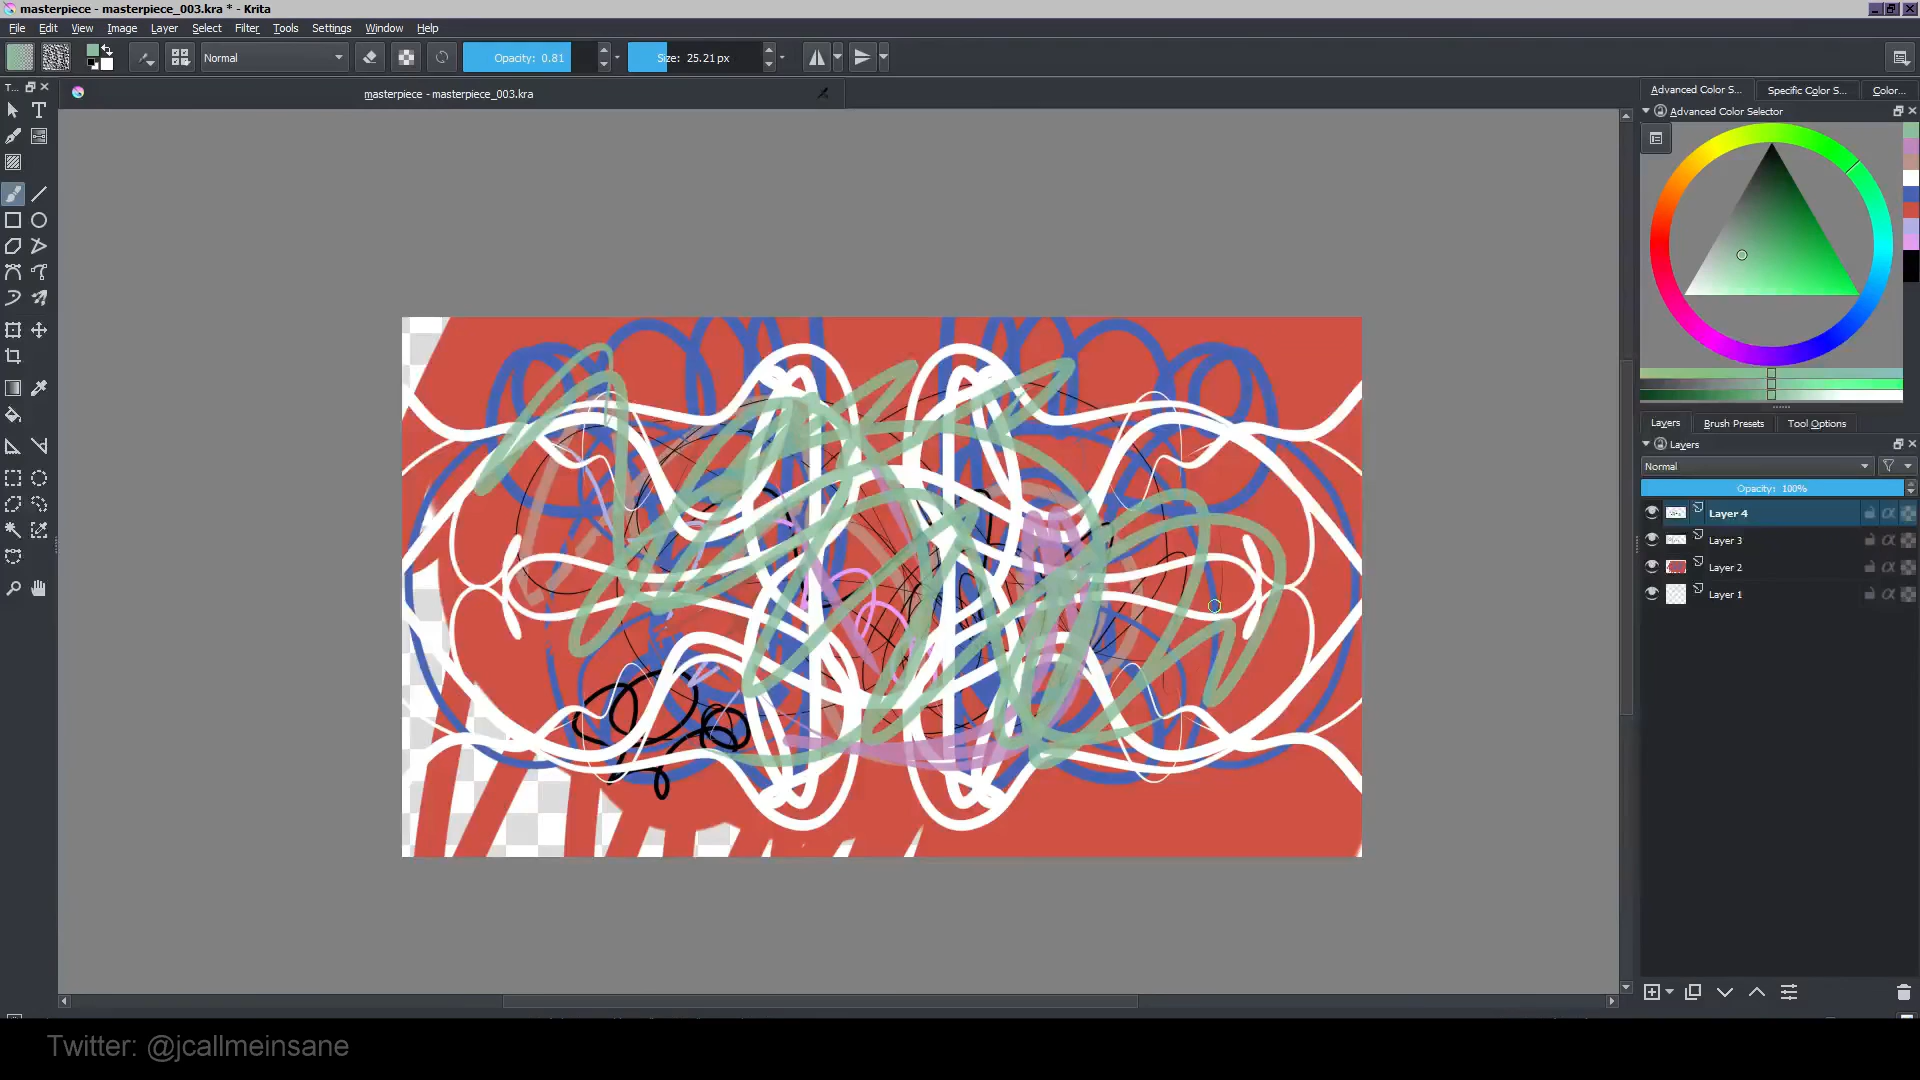 masterpiece - masterpiece_003.kra * - Krita
File Edit View Image Layer Select Filter Tools Settings Window Help
Normal Opacity: 0.81 Size: 25.21 px
T...
masterpiece - masterpiece_003.kra
Advanced Color S... Specific Color S... Color...
Advanced Color Selector
Layers Brush Presets Tool Options
Layers
Normal
Opacity: 100%
Layer 4
Layer 3
Layer 2
Layer 1
Twitter: @jcallmeinsane